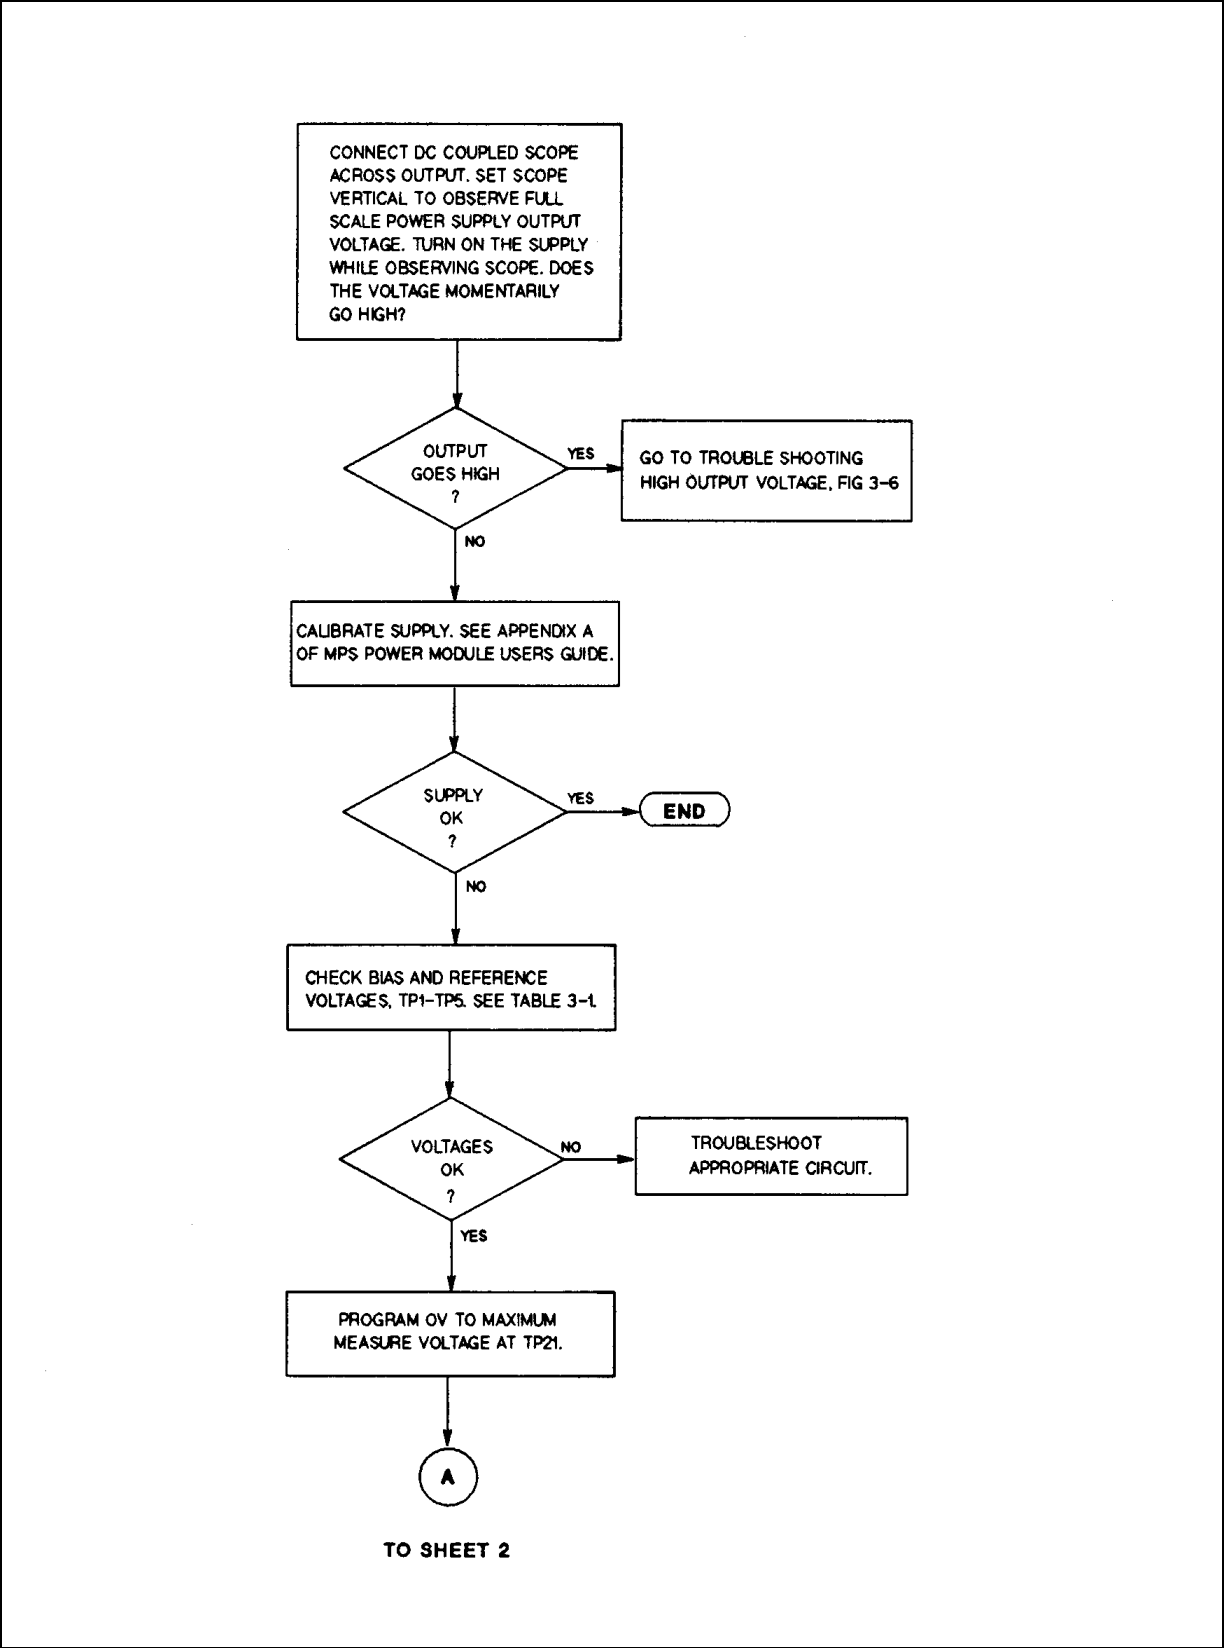 CONNECT DC COUPLED SCOPE
ACROSS OUTPUT. SET SCOPE
VERTICAL TO OBSERVE FULL
SCALE POWER SUPPLY OUTPUT
VOLTAGE. TURN ON THE SUPPLY
WHILE OBSERVING SCOPE. DOES
THE VOLTAGE MOMENTARILY
GO HIGH?
OUTPUT
GOES HIGH
?
YES
GO TO TROUBLE SHOOTING
HIGH OUTPUT VOLTAGE, FIG 3-6
NO
CALIBRATE SUPPLY. SEE APPENDIX A
OF MPS POWER MODULE USERS GUIDE.
SUPPLY
OK
?
YES
END
NO
CHECK BIAS AND REFERENCE
VOLTAGES, TP1-TP5. SEE TABLE 3-1.
VOLTAGES
OK
?
NO
TROUBLESHOOT
APPROPRIATE CIRCUIT.
YES
PROGRAM OV TO MAXIMUM
MEASURE VOLTAGE AT TP21.
A
TO SHEET 2